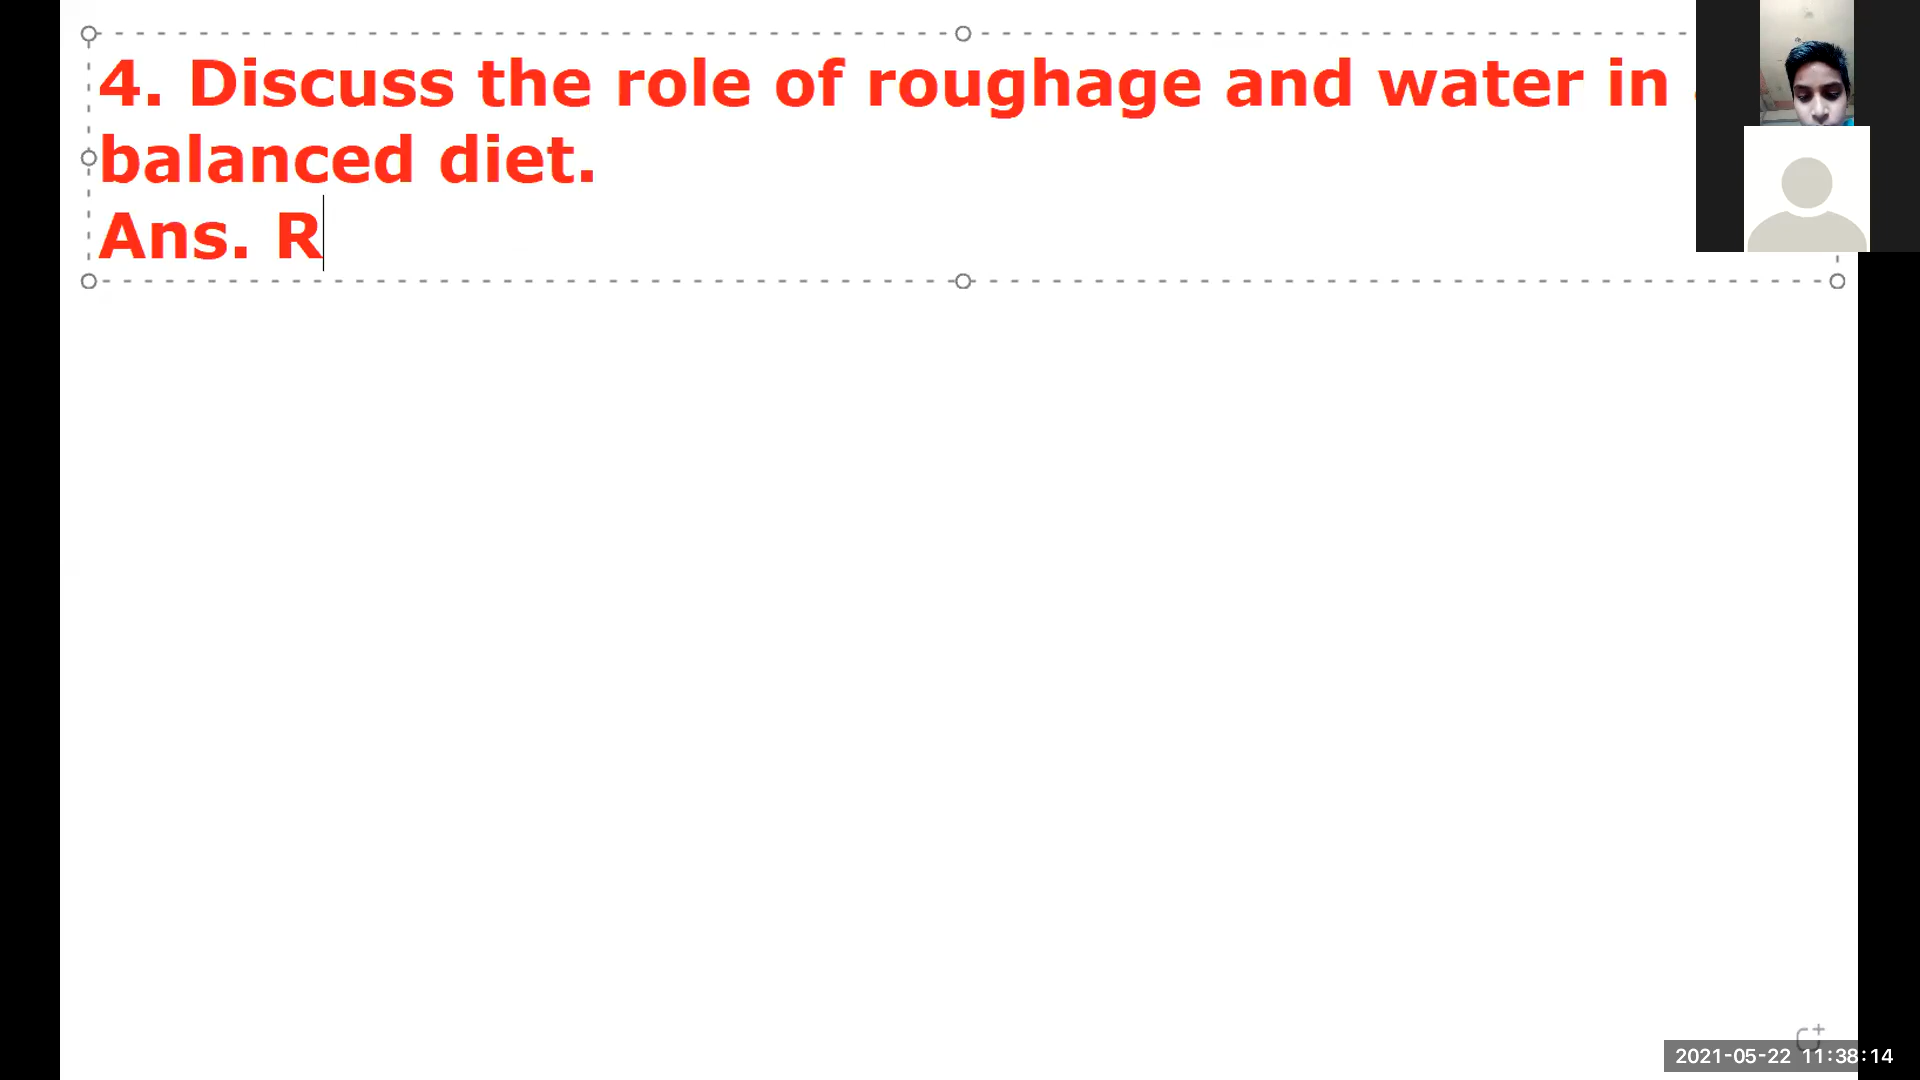 4. Discuss the role of roughage and water in
balanced diet.
Ans. R
2021-05-22 11:38:14